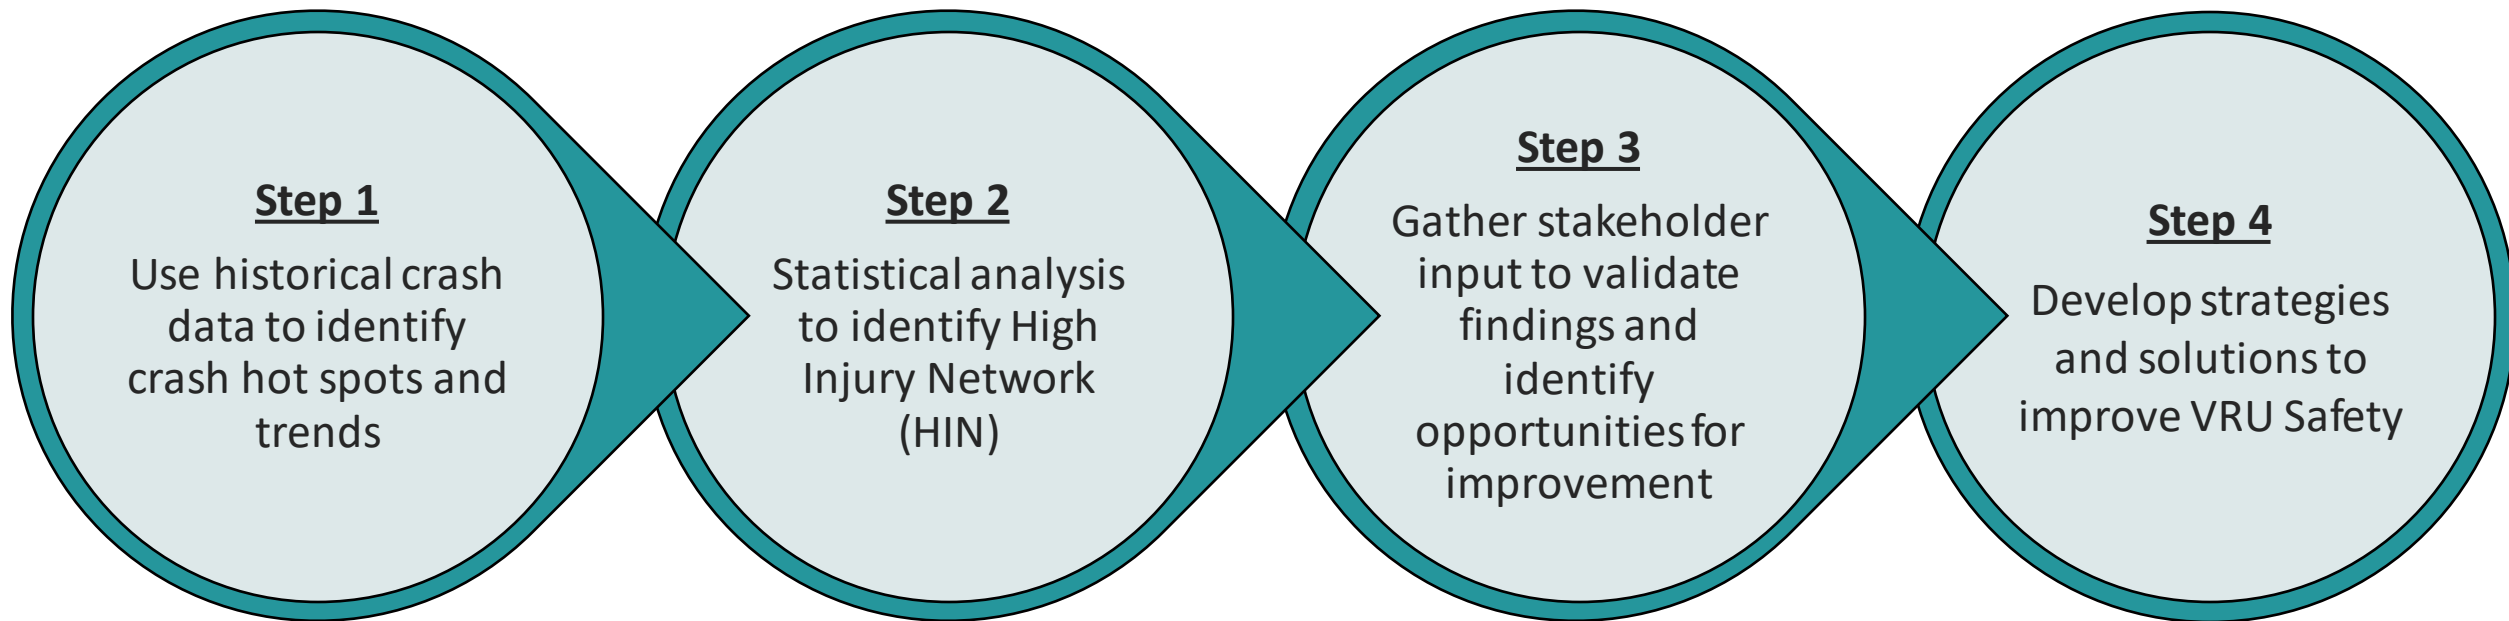 Step 1
Use historical crash
data to identify
crash hot spots and
trends
Step 2
Statistical analysis
to identify High
Injury Network
(HIN)
Step 3
Gather stakeholder
input to validate
findings and
identify
opportunities for
improvement
Step 4
Develop strategies
and solutions to
improve VRU Safety